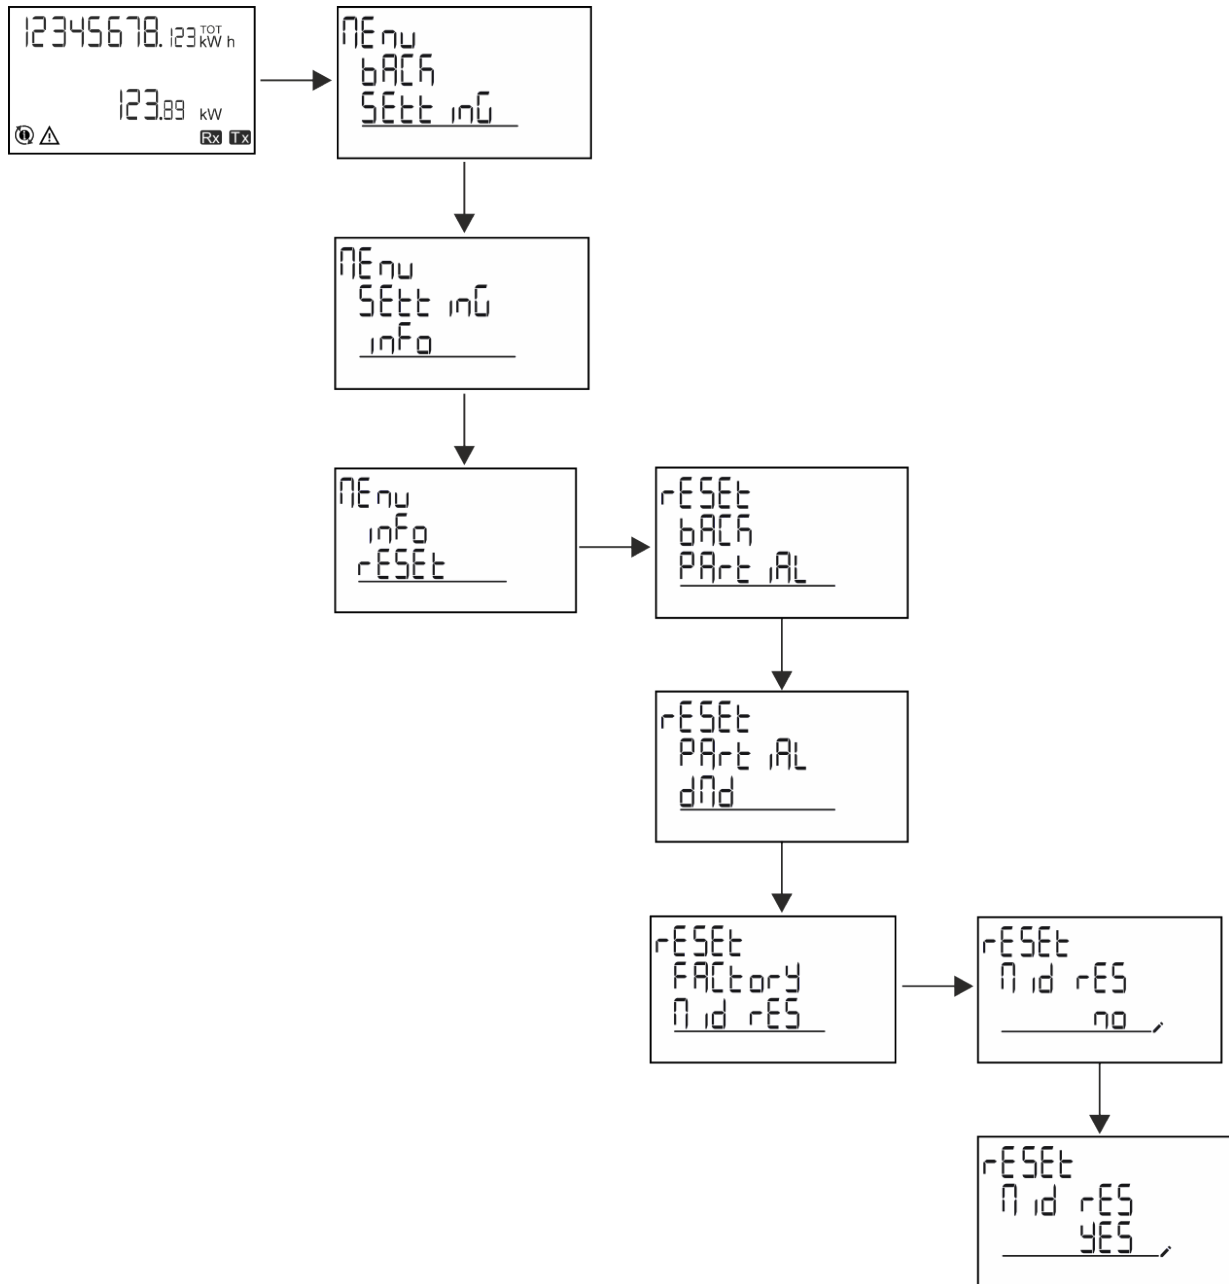 12345678.123 TOT kWh
123.89 kW
Rx Tx
MEnu
bACK
SEttinG
MEnu
SEttinG
inFo
MEnu
inFo
rESEt
rESEt
bACK
PArtiAL
rESEt
PArtiAL
dMd
rESEt
FACtorY
Mid rES
rESEt
Mid rES
no
rESEt
Mid rES
YES